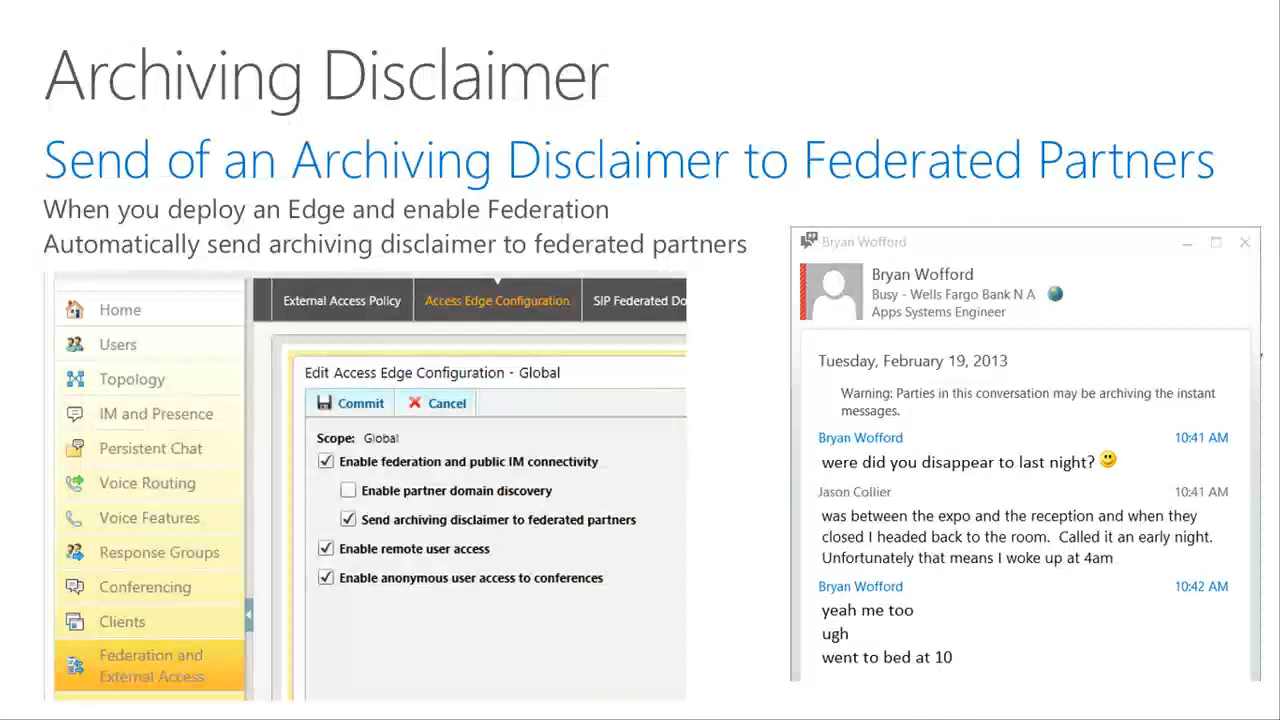 Archiving Disclaimer
Send of an Archiving Disclaimer to Federated Partners
When you deploy an Edge and enable Federation
Automatically send archiving disclaimer to federated partners
Home
Users
Topology
IM and Presence
Persistent Chat
Voice Routing
Voice Features
Response Groups
Conferencing
Clients
Federation and
External Access
External Access Policy
Access Edge Configuration
SIP Federated Do
Edit Access Edge Configuration - Global
Commit
Cancel
Scope: Global
Enable federation and public IM connectivity
Enable partner domain discovery
Send archiving disclaimer to federated partners
Enable remote user access
Enable anonymous user access to conferences
Bryan Wofford
Bryan Wofford
Busy - Wells Fargo Bank N A
Apps Systems Engineer
Tuesday, February 19, 2013
Warning: Parties in this conversation may be archiving the instant
messages.
Bryan Wofford 10:41 AM
were did you disappear to last night?
Jason Collier 10:41 AM
was between the expo and the reception and when they
closed I headed back to the room. Called it an early night.
Unfortunately that means I woke up at 4am
Bryan Wofford 10:42 AM
yeah me too
ugh
went to bed at 10